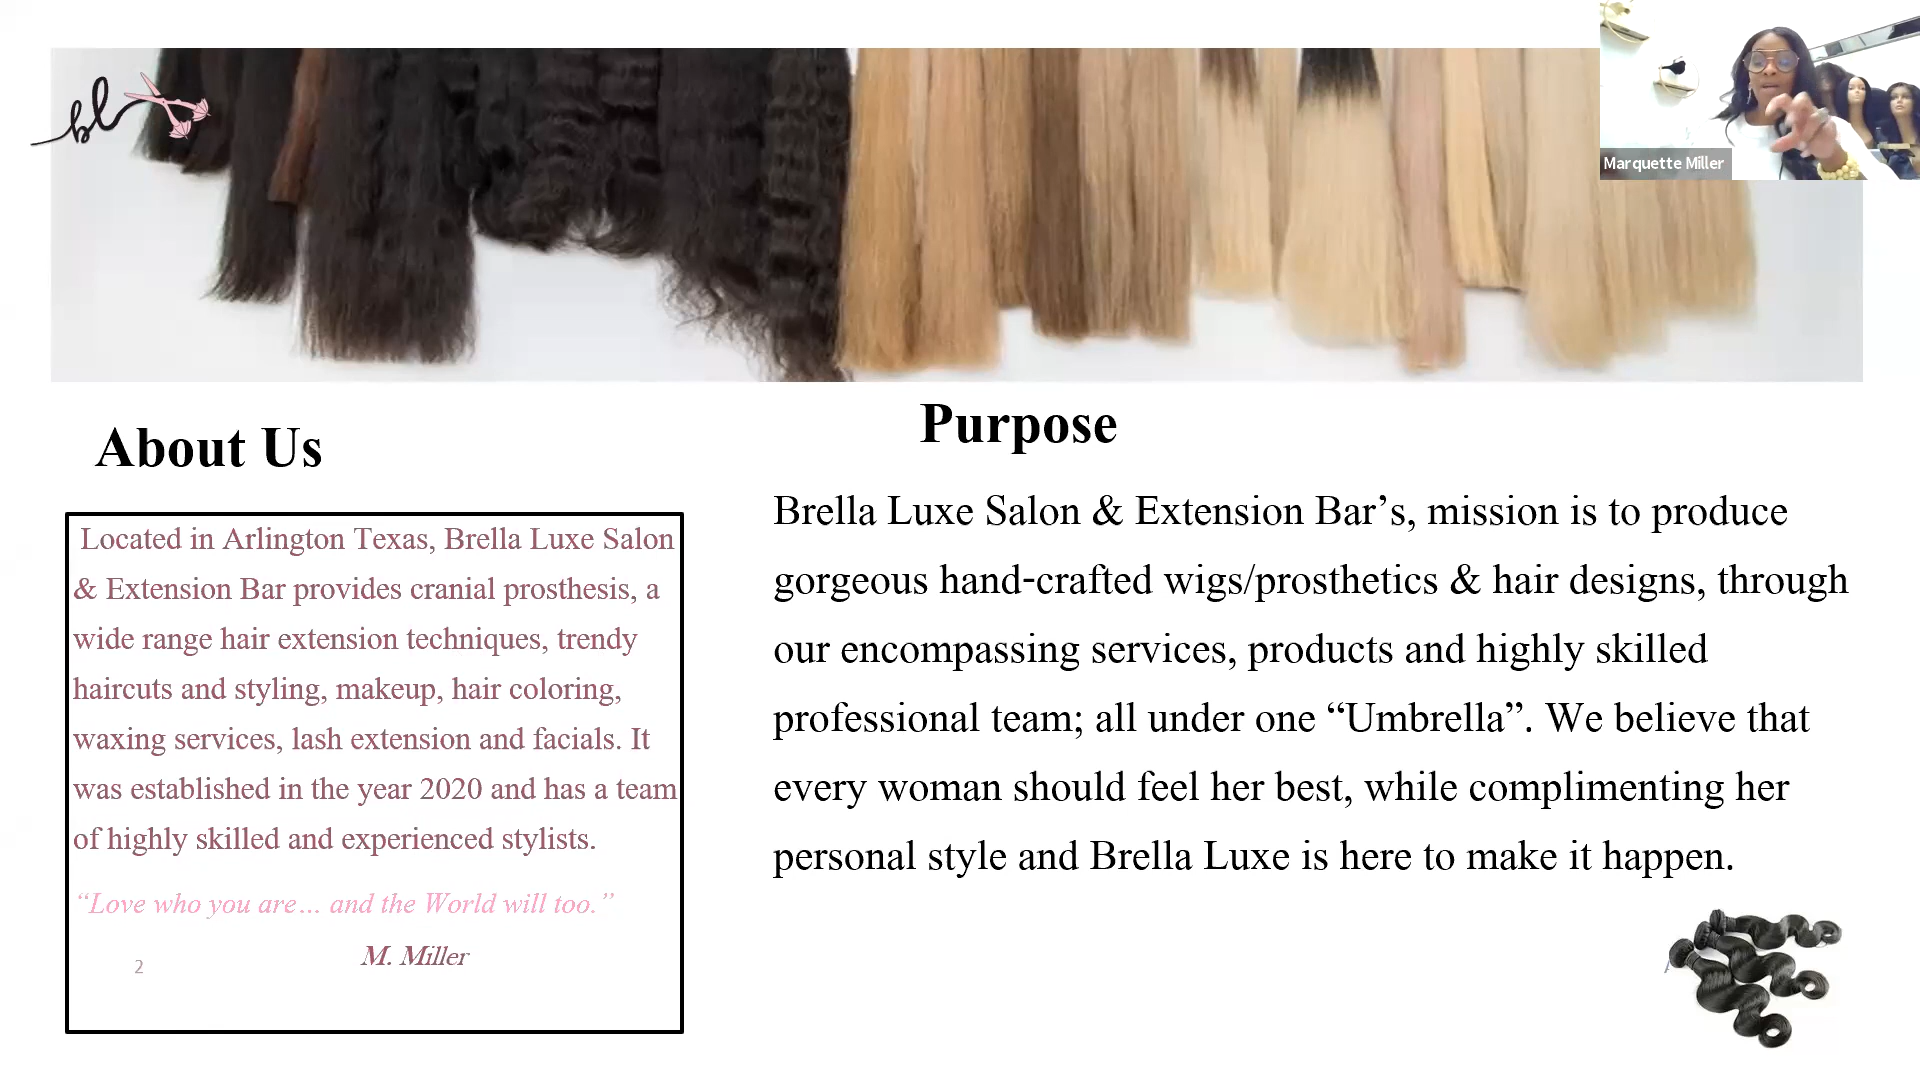 bl
Marquette Miller
About Us
Located in Arlington Texas, Brella Luxe Salon
& Extension Bar provides cranial prosthesis, a
wide range hair extension techniques, trendy
haircuts and styling, makeup, hair coloring,
waxing services, lash extension and facials. It
was established in the year 2020 and has a team
of highly skilled and experienced stylists.
“Love who you are… and the World will too.”
M. Miller
2
Purpose
Brella Luxe Salon & Extension Bar’s, mission is to produce
gorgeous hand-crafted wigs/prosthetics & hair designs, through
our encompassing services, products and highly skilled
professional team; all under one “Umbrella”. We believe that
every woman should feel her best, while complimenting her
personal style and Brella Luxe is here to make it happen.